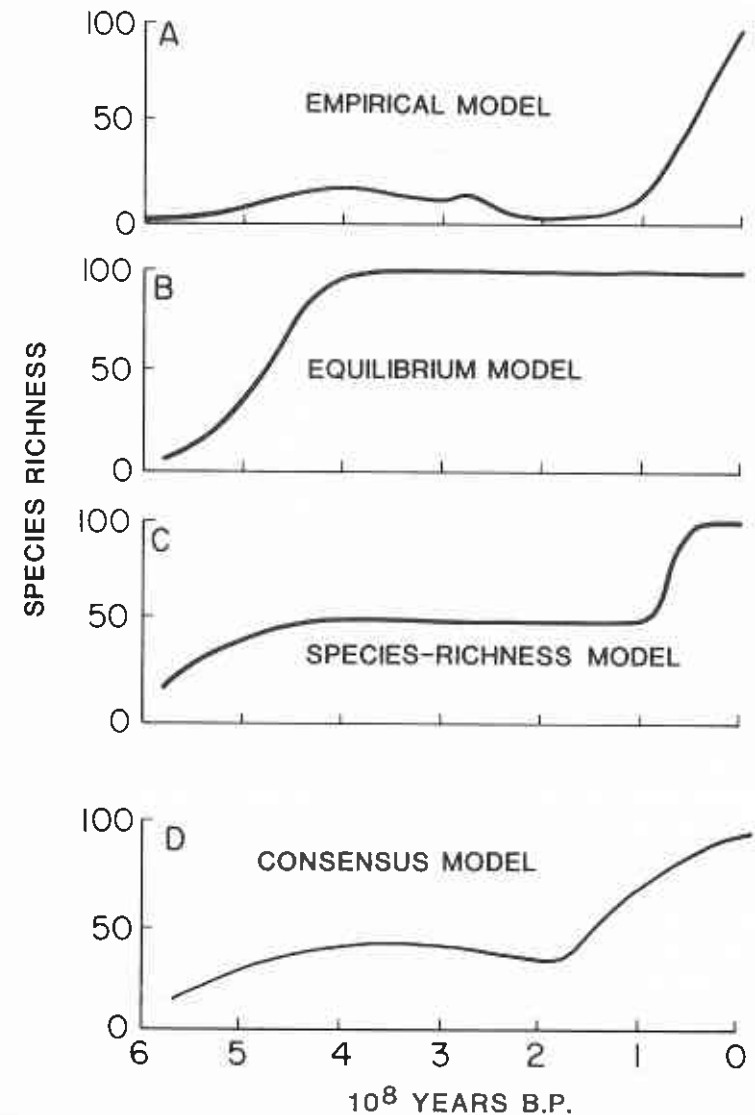 SPECIES RICHNESS
A
EMPIRICAL MODEL
100
50
0
B
EQUILIBRIUM MODEL
100
50
0
C
SPECIES-RICHNESS MODEL
100
50
0
D
CONSENSUS MODEL
100
50
0
6 5 4 3 2 1 0
10⁸ YEARS B.P.